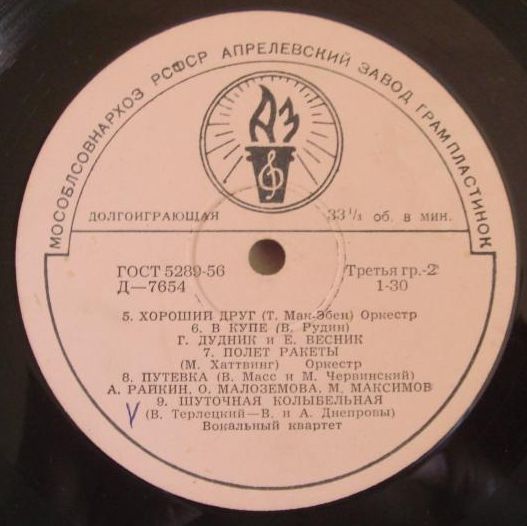 МОСОБЛСОВНАРХОЗ РСФСР АПРЕЛЕВСКИЙ ЗАВОД ГРАМПЛАСТИНОК
АЗ
ДОЛГОИГРАЮЩАЯ 33⅓ об. в мин.
ГОСТ 5289-56 Третья гр.-2
Д—7654 1-30
5. ХОРОШИЙ ДРУГ (Т. Мак-Эбен) Оркестр
6. В КУПЕ (В. Рудин)
Г. ДУДНИК и Е. ВЕСНИК
7. ПОЛЕТ РАКЕТЫ
(М. Хаттвинг) Оркестр
8. ПУТЕВКА (В. Масс и М. Червинский)
А. РАЙКИН, О. МАЛОЗЕМОВА, М. МАКСИМОВ
9. ШУТОЧНАЯ КОЛЫБЕЛЬНАЯ
(В. Терлецкий—В. и А. Днепровы)
Вокальный квартет